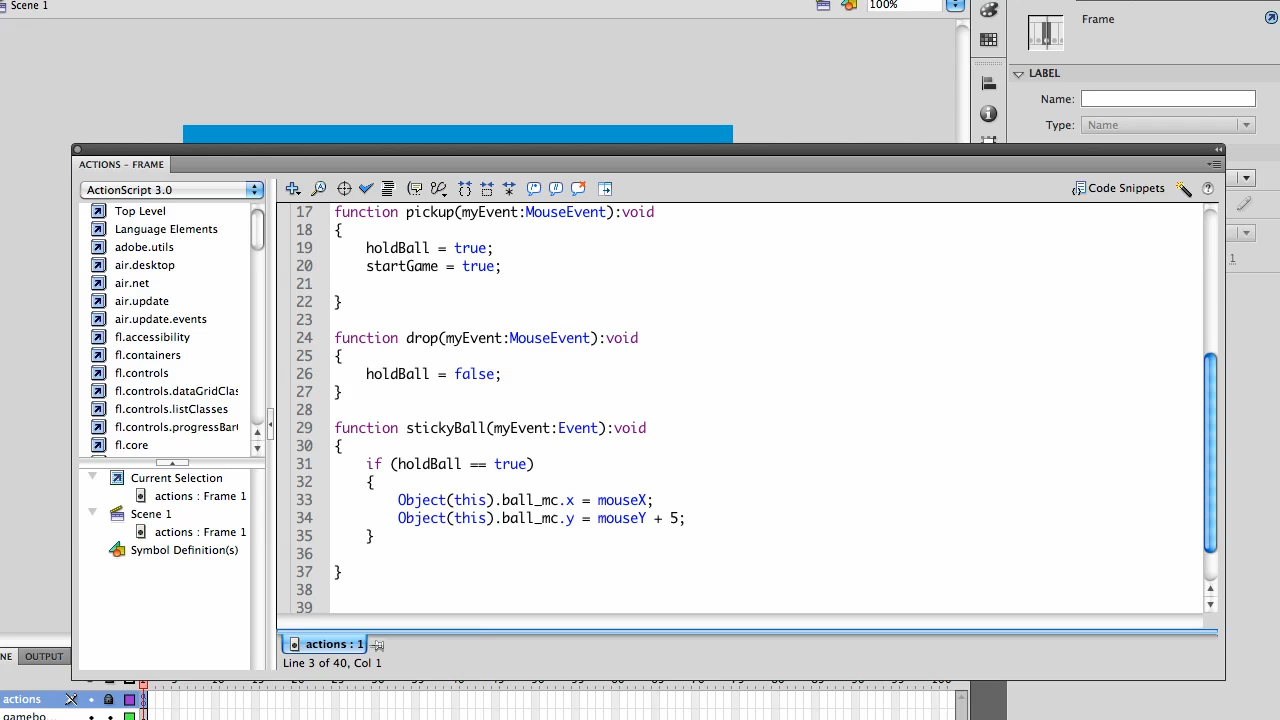 Scene 1
100%
Frame
LABEL
Name:
Type: Name
ACTIONS – FRAME
ActionScript 3.0
Code Snippets
Top Level
Language Elements
adobe.utils
air.desktop
air.net
air.update
air.update.events
fl.accessibility
fl.containers
fl.controls
fl.controls.dataGridClas
fl.controls.listClasses
fl.controls.progressBar
fl.core
Current Selection
actions : Frame 1
Scene 1
actions : Frame 1
Symbol Definition(s)
17 function pickup(myEvent:MouseEvent):void
18 {
19 holdBall = true;
20 startGame = true;
21
22 }
23
24 function drop(myEvent:MouseEvent):void
25 {
26 holdBall = false;
27 }
28
29 function stickyBall(myEvent:Event):void
30 {
31 if (holdBall == true)
32 {
33 Object(this).ball_mc.x = mouseX;
34 Object(this).ball_mc.y = mouseY + 5;
35 }
36
37 }
38
39
actions : 1
Line 3 of 40, Col 1
1
NE OUTPUT
actions
gamebo...